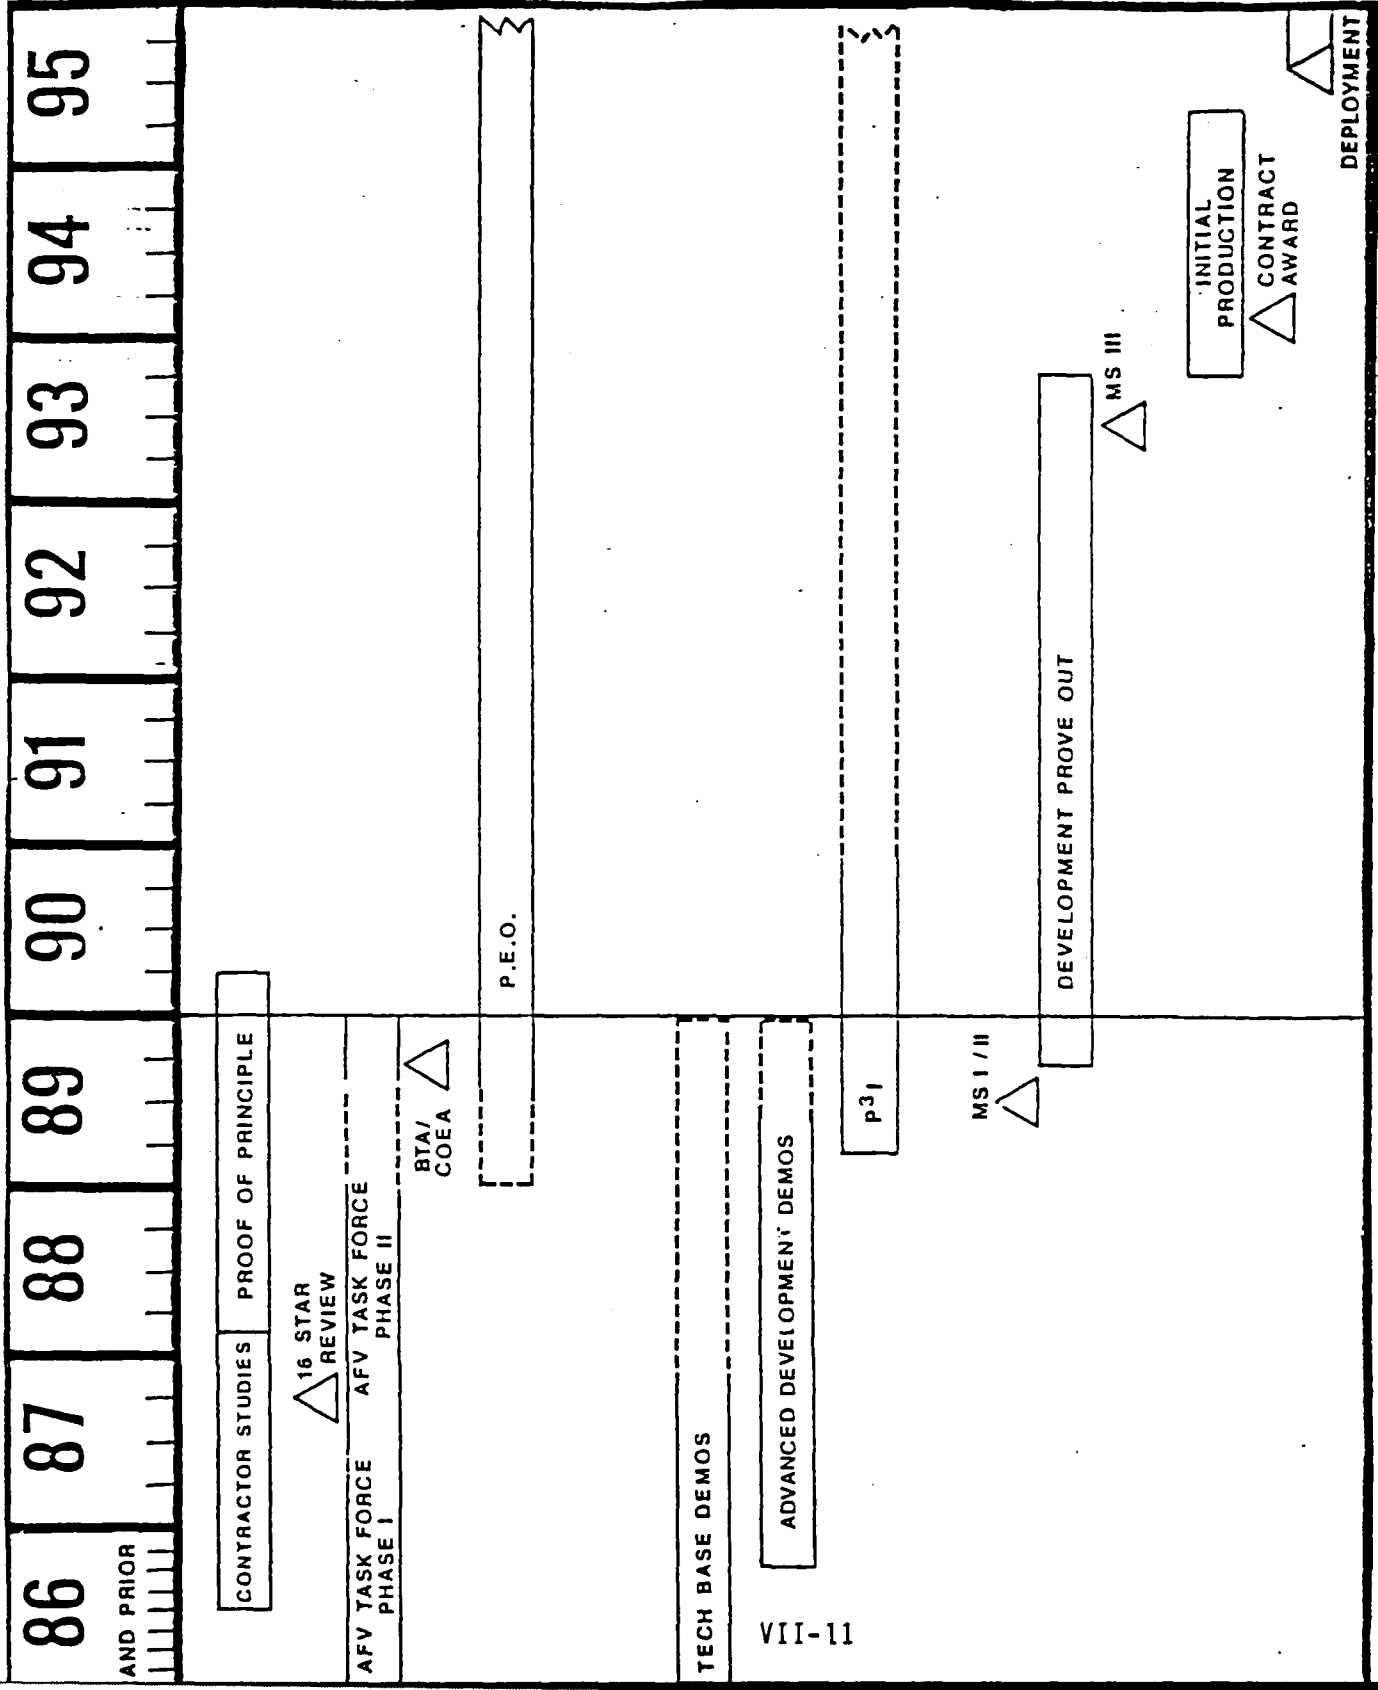 86
AND PRIOR
87
88
89
90
91
92
93
94
95
CONTRACTOR STUDIES
PROOF OF PRINCIPLE
16 STAR
REVIEW
AFV TASK FORCE
PHASE I
AFV TASK FORCE
PHASE II
BTA/
COEA
P.E.O.
TECH BASE DEMOS
ADVANCED DEVELOPMENT DEMOS
P³I
MS I / II
DEVELOPMENT PROVE OUT
MS III
INITIAL
PRODUCTION
CONTRACT
AWARD
DEPLOYMENT
VII-11